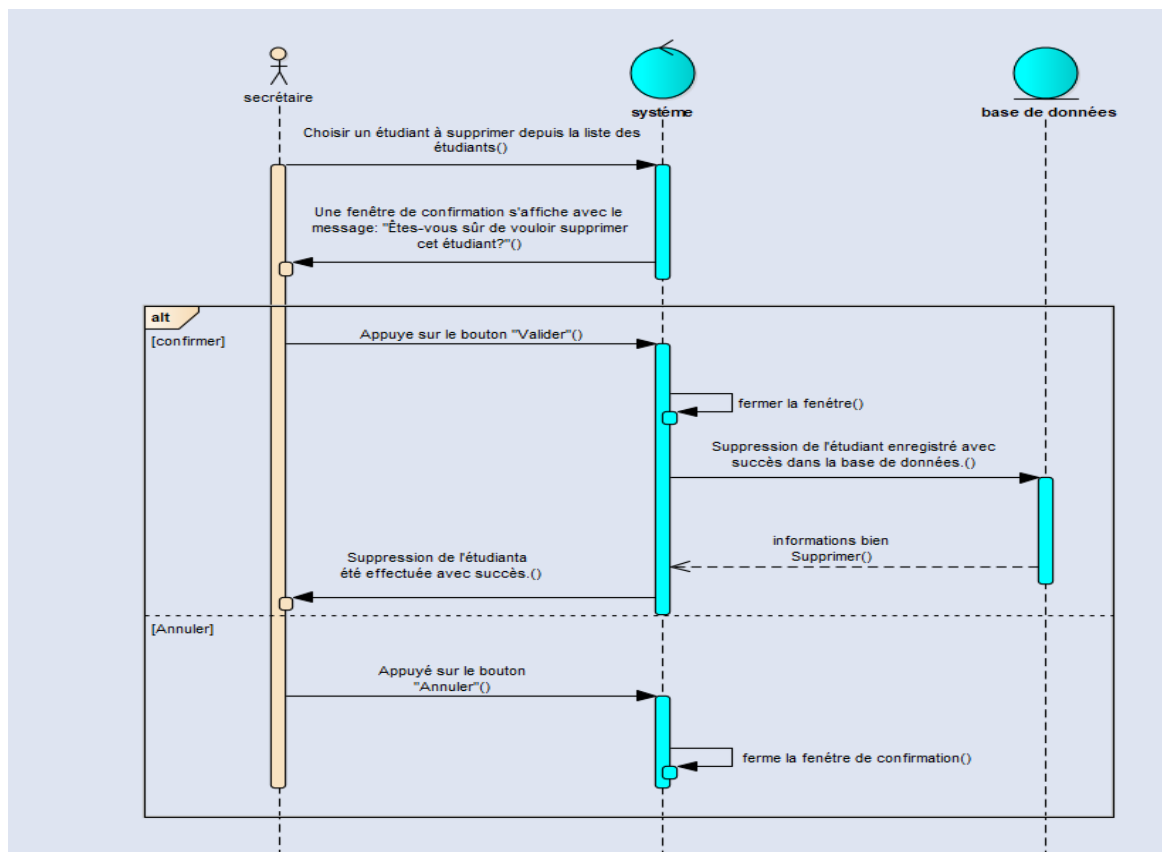 secrétaire
systéme
base de données
Choisir un étudiant à supprimer depuis la liste des
étudiants()
Une fenêtre de confirmation s'affiche avec le
message: "Êtes-vous sûr de vouloir supprimer
cet étudiant?"()
alt
[confirmer]
Appuye sur le bouton "Valider"()
fermer la fenétre()
Suppression de l'étudiant enregistré avec
succès dans la base de données.()
informations bien
Supprimer()
Suppression de l'étudianta
été effectuée avec succès.()
[Annuler]
Appuyé sur le bouton
"Annuler"()
ferme la fenétre de confirmation()